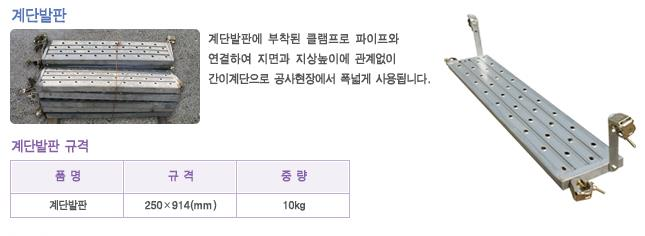 계단발판
계단발판에 부착된 클램프로 파이프와
연결하여 지면과 지상높이에 관계없이
간이계단으로 공사현장에서 폭넓게 사용됩니다.
계단발판 규격
품 명 규 격 중 량
계단발판 250×914(mm) 10kg